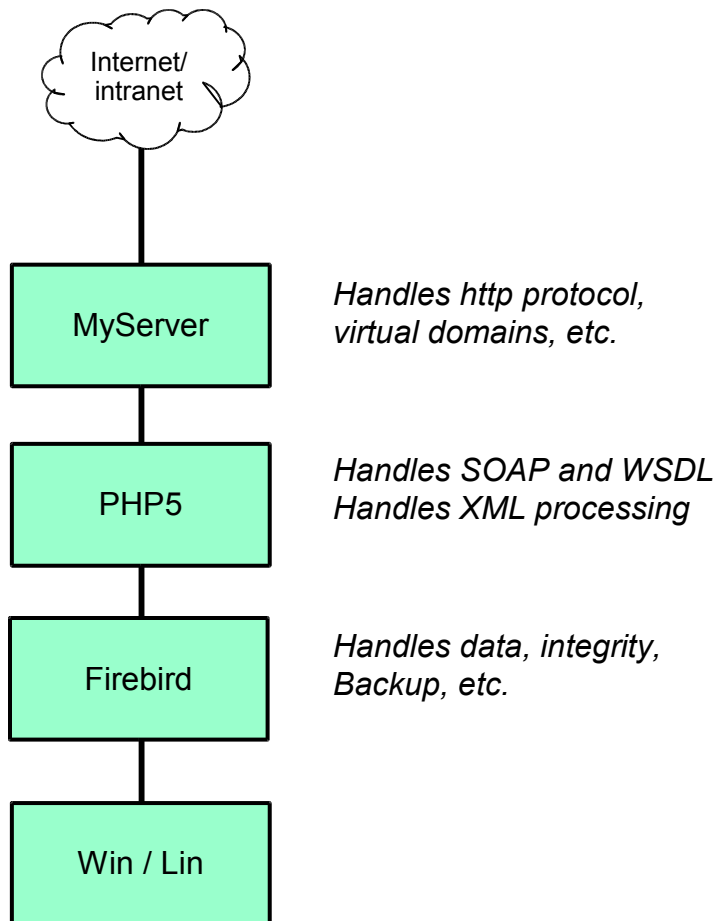 Internet/
intranet
MyServer
Handles http protocol,
virtual domains, etc.
PHP5
Handles SOAP and WSDL
Handles XML processing
Firebird
Handles data, integrity,
Backup, etc.
Win / Lin